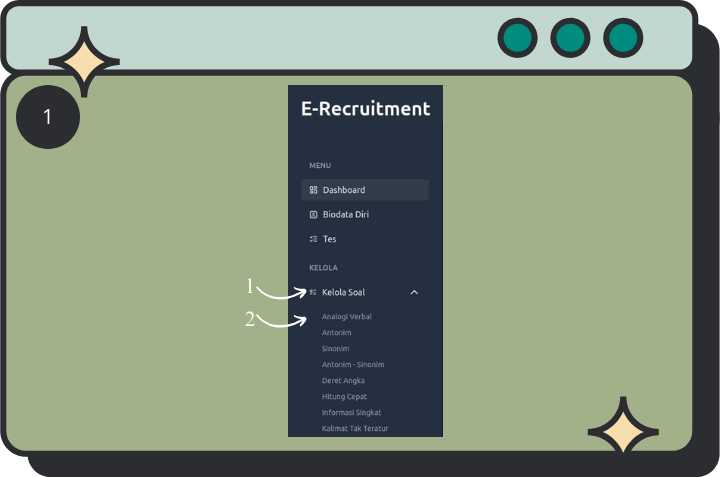 1
E-Recruitment
MENU
Dashboard
Biodata Diri
Tes
KELOLA
1
Kelola Soal
2
Analogi Verbal
Antonim
Sinonim
Antonim - Sinonim
Deret Angka
Hitung Cepat
Informasi Singkat
Kalimat Tak Teratur